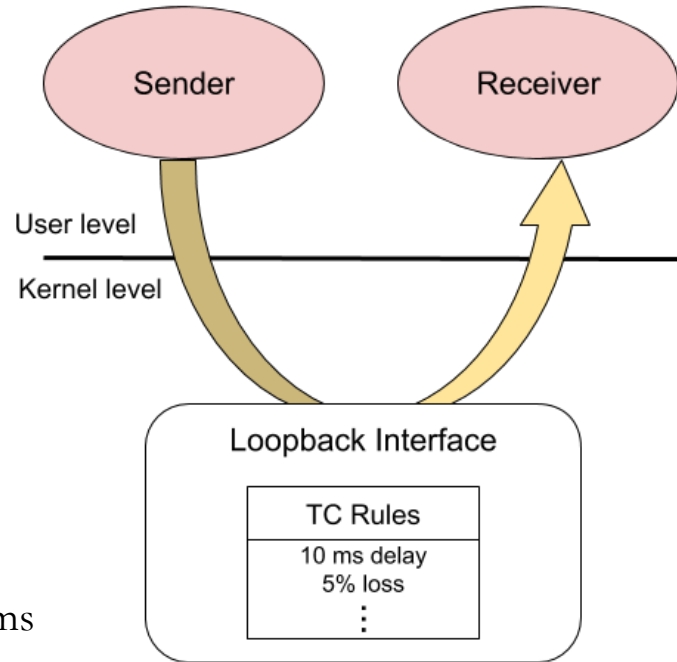 Sender
Receiver
User level
Kernel level
Loopback Interface
TC Rules
10 ms delay
5% loss
⋮